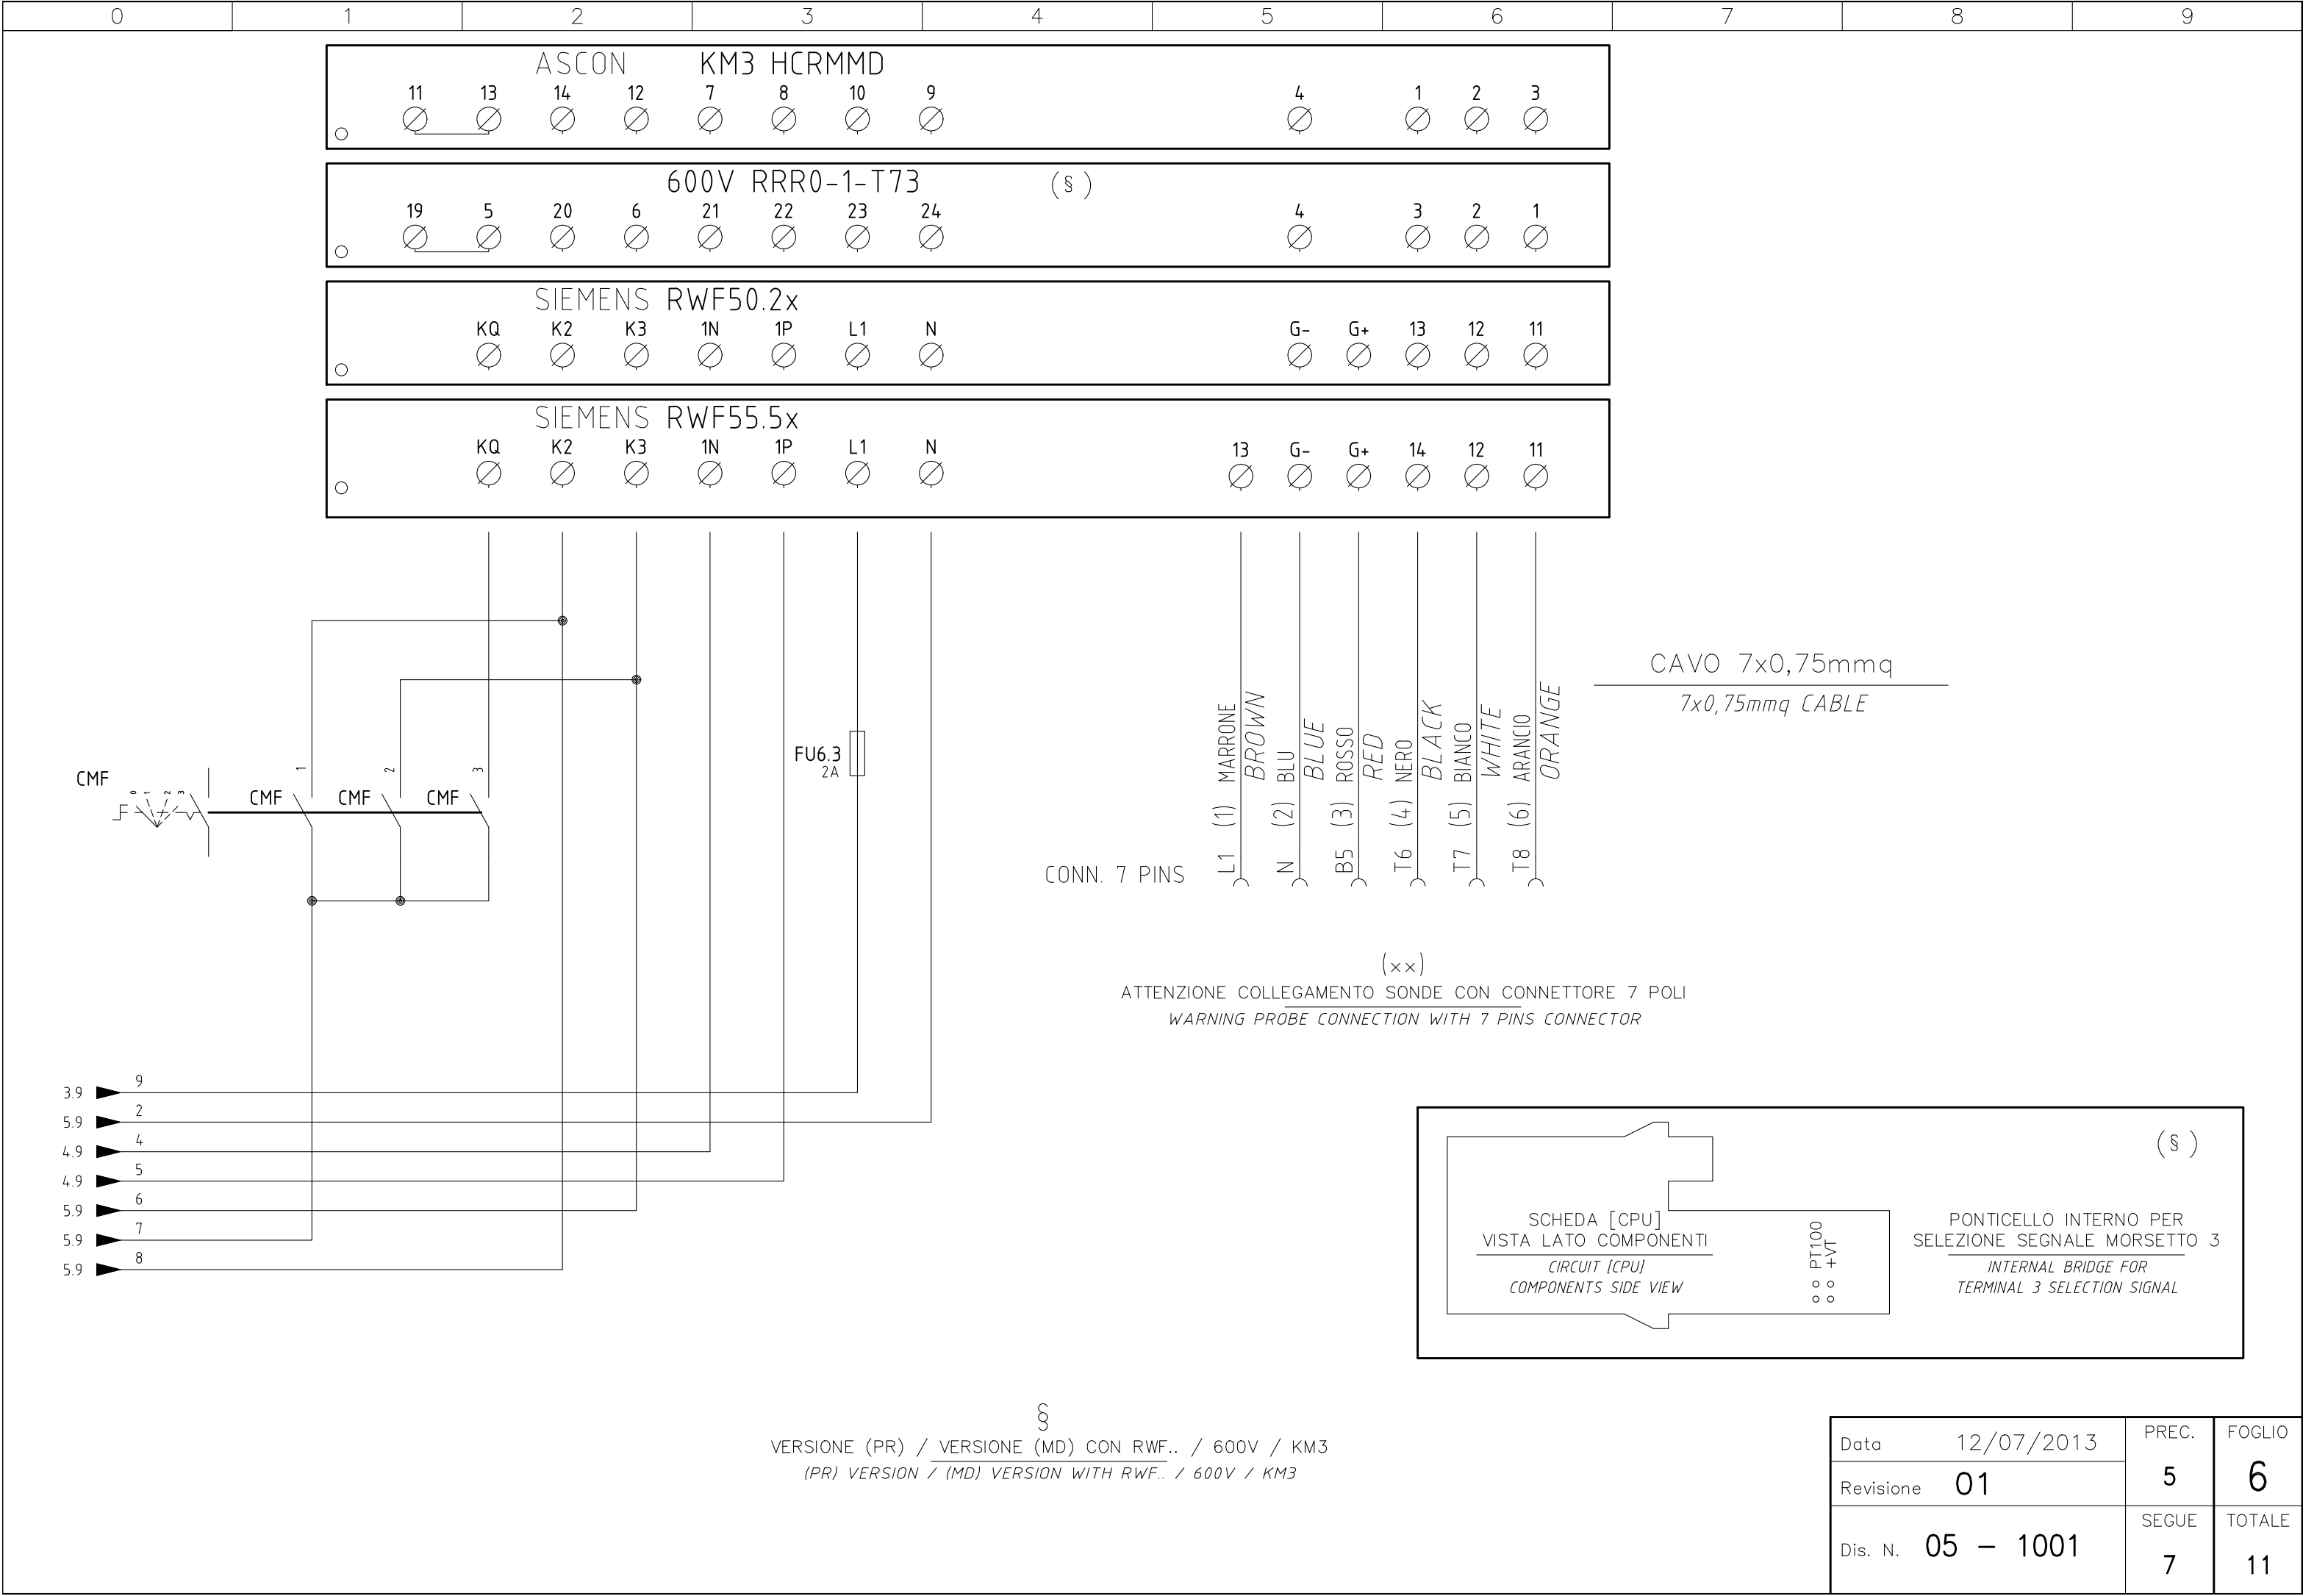 0 1 2 3 4 5 6 7 8 9
ASCON KM3 HCRMMD
11 13 14 12 7 8 10 9 4 1 2 3
600V RRR0-1-T73 (§)
19 5 20 6 21 22 23 24 4 3 2 1
SIEMENS RWF50.2x
KQ K2 K3 1N 1P L1 N G- G+ 13 12 11
SIEMENS RWF55.5x
KQ K2 K3 1N 1P L1 N 13 G- G+ 14 12 11
CAVO 7x0,75mmq
7x0,75mmq CABLE
L1 (1) MARRONE
BROWN
N (2) BLU
BLUE
B5 (3) ROSSO
RED
T6 (4) NERO
BLACK
T7 (5) BIANCO
WHITE
T8 (6) ARANCIO
ORANGE
FU6.3
2A
CMF
0 1 2 3
CMF 1 CMF 2 CMF 3
CONN. 7 PINS
(xx)
ATTENZIONE COLLEGAMENTO SONDE CON CONNETTORE 7 POLI
WARNING PROBE CONNECTION WITH 7 PINS CONNECTOR
3.9 9
5.9 2
4.9 4
4.9 5
5.9 6
5.9 7
5.9 8
(§)
SCHEDA [CPU]
VISTA LATO COMPONENTI
CIRCUIT [CPU]
COMPONENTS SIDE VIEW
PT100
+VT
PONTICELLO INTERNO PER
SELEZIONE SEGNALE MORSETTO 3
INTERNAL BRIDGE FOR
TERMINAL 3 SELECTION SIGNAL
§
VERSIONE (PR) / VERSIONE (MD) CON RWF.. / 600V / KM3
(PR) VERSION / (MD) VERSION WITH RWF.. / 600V / KM3
Data 12/07/2013
Revisione 01
Dis. N. 05 - 1001
PREC.
5
FOGLIO
6
SEGUE
7
TOTALE
11